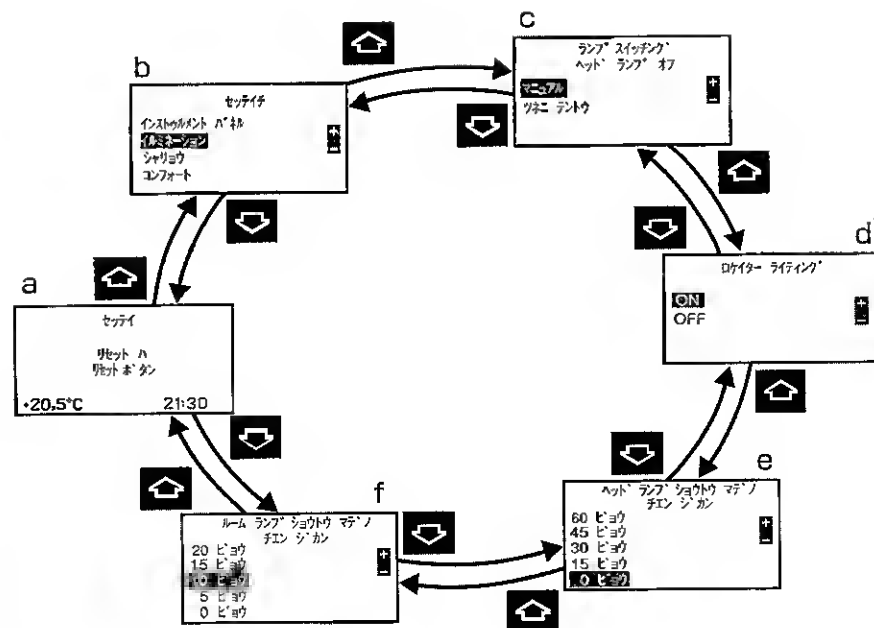 c
ランプ スイッチング
ヘッド ランプ オフ
マニュアル
ツネニ テントウ
+
−
b
セッテイチ
インストゥルメント パネル
イルミネーション
シャリョウ
コンフォート
+
−
d
ロケイター ライティング
ON
OFF
+
−
a
セッテイ
リセット ハ
リセット ボタン
+20,5°C 21:30
e
ヘッド ランプ ショウトウ マデノ
チエン ジカン
60 ビョウ
45 ビョウ
30 ビョウ
15 ビョウ
0 ビョウ
+
−
f
ルーム ランプ ショウトウ マデノ
チエン ジカン
20 ビョウ
15 ビョウ
10 ビョウ
5 ビョウ
0 ビョウ
+
−